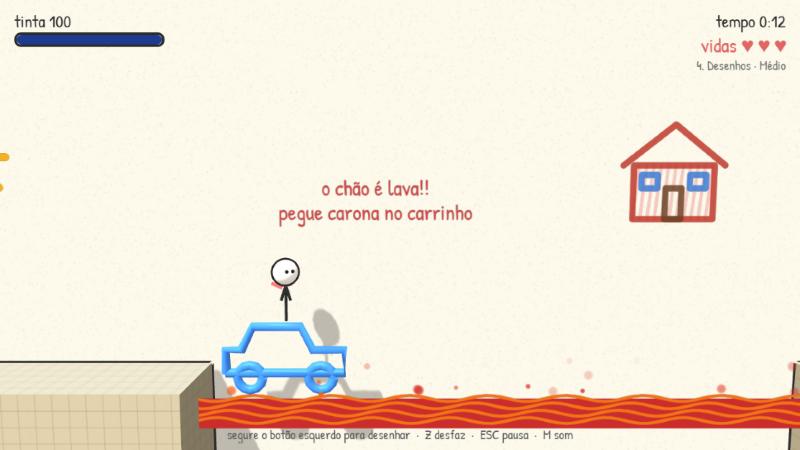 tinta 100
tempo 0:12
vidas
4. Desenhos · Médio
o chão é lava!!
pegue carona no carrinho
segure o botão esquerdo para desenhar · Z desfaz · ESC pausa · M som